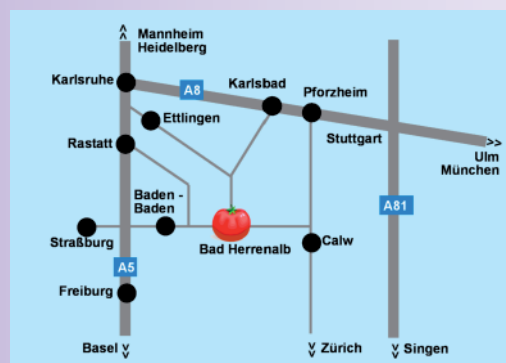 Mannheim
Heidelberg
Karlsruhe
A8
Karlsbad
Pforzheim
Ettlingen
Rastatt
Stuttgart
>>
Ulm
München
Baden -
Baden
A81
Straßburg
Bad Herrenalb
Calw
A5
Freiburg
Basel
Zürich
Singen